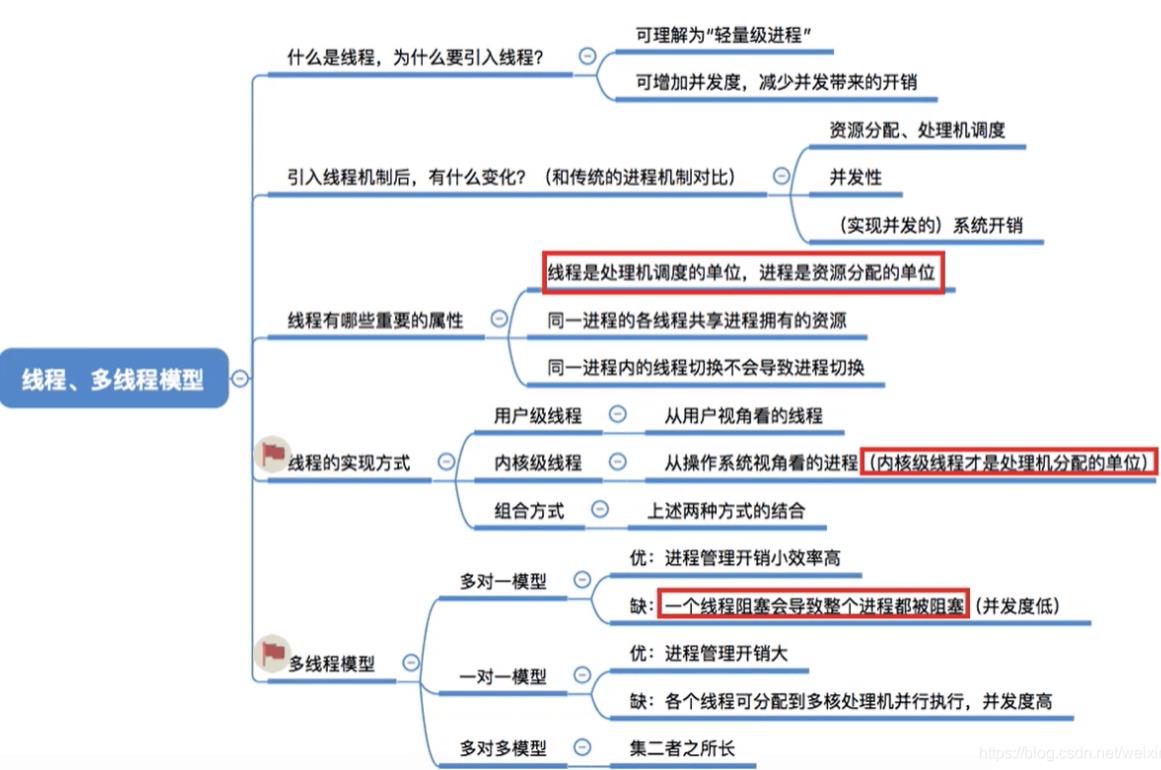 什么是线程，为什么要引入线程？
可理解为“轻量级进程”
可增加并发度，减少并发带来的开销
引入线程机制后，有什么变化？（和传统的进程机制对比）
资源分配、处理机调度
并发性
（实现并发的）系统开销
线程有哪些重要的属性
线程是处理机调度的单位，进程是资源分配的单位
同一进程的各线程共享进程拥有的资源
同一进程内的线程切换不会导致进程切换
线程、多线程模型
线程的实现方式
用户级线程
从用户视角看的线程
内核级线程
从操作系统视角看的进程（内核级线程才是处理机分配的单位）
组合方式
上述两种方式的结合
多线程模型
多对一模型
优：进程管理开销小效率高
缺：一个线程阻塞会导致整个进程都被阻塞（并发度低）
一对一模型
优：进程管理开销大
缺：各个线程可分配到多核处理机并行执行，并发度高
多对多模型
集二者之所长
https://blog.csdn.net/weixin